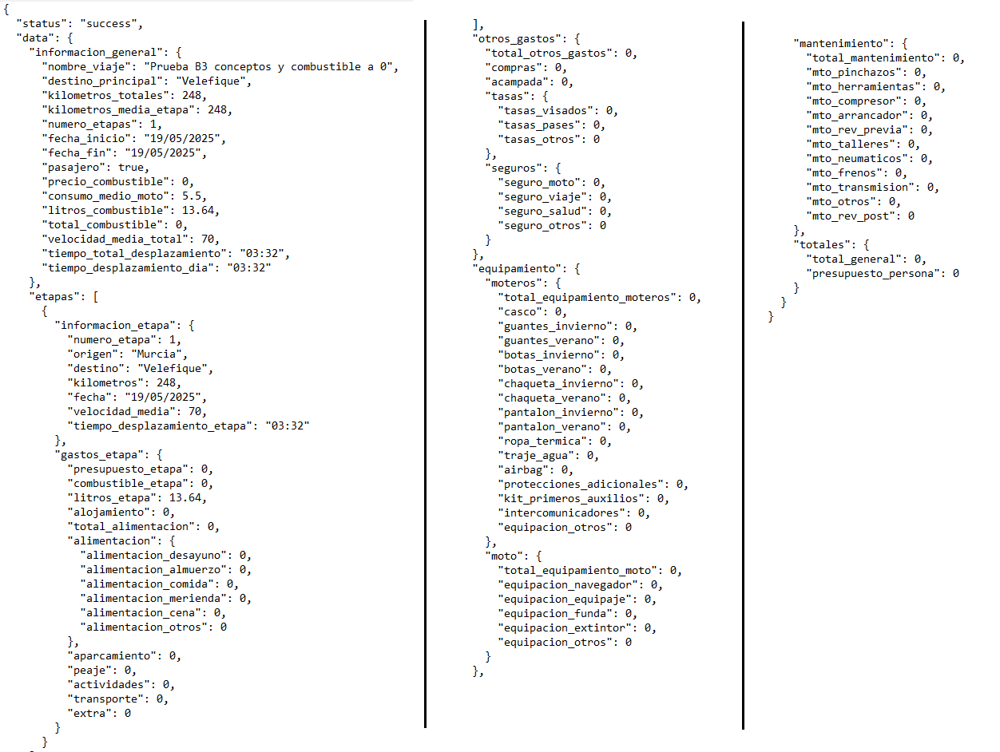 {
  "status": "success",
  "data": {
    "informacion_general": {
      "nombre_viaje": "Prueba B3 conceptos y combustible a 0",
      "destino_principal": "Velefique",
      "kilometros_totales": 248,
      "kilometros_media_etapa": 248,
      "numero_etapas": 1,
      "fecha_inicio": "19/05/2025",
      "fecha_fin": "19/05/2025",
      "pasajero": true,
      "precio_combustible": 0,
      "consumo_medio_moto": 5.5,
      "litros_combustible": 13.64,
      "total_combustible": 0,
      "velocidad_media_total": 70,
      "tiempo_total_desplazamiento": "03:32",
      "tiempo_desplazamiento_dia": "03:32"
    },
    "etapas": [
      {
        "informacion_etapa": {
          "numero_etapa": 1,
          "origen": "Murcia",
          "destino": "Velefique",
          "kilometros": 248,
          "fecha": "19/05/2025",
          "velocidad_media": 70,
          "tiempo_desplazamiento_etapa": "03:32"
        },
        "gastos_etapa": {
          "presupuesto_etapa": 0,
          "combustible_etapa": 0,
          "litros_etapa": 13.64,
          "alojamiento": 0,
          "total_alimentacion": 0,
          "alimentacion": {
            "alimentacion_desayuno": 0,
            "alimentacion_almuerzo": 0,
            "alimentacion_comida": 0,
            "alimentacion_merienda": 0,
            "alimentacion_cena": 0,
            "alimentacion_otros": 0
          },
          "aparcamiento": 0,
          "peaje": 0,
          "actividades": 0,
          "transporte": 0,
          "extra": 0
        }
      }
    ],
    "otros_gastos": {
      "total_otros_gastos": 0,
      "compras": 0,
      "acampada": 0,
      "tasas": {
        "tasas_visados": 0,
        "tasas_pases": 0,
        "tasas_otros": 0
      },
      "seguros": {
        "seguro_moto": 0,
        "seguro_viaje": 0,
        "seguro_salud": 0,
        "seguro_otros": 0
      }
    },
    "equipamiento": {
      "moteros": {
        "total_equipamiento_moteros": 0,
        "casco": 0,
        "guantes_invierno": 0,
        "guantes_verano": 0,
        "botas_invierno": 0,
        "botas_verano": 0,
        "chaqueta_invierno": 0,
        "chaqueta_verano": 0,
        "pantalon_invierno": 0,
        "pantalon_verano": 0,
        "ropa_termica": 0,
        "traje_agua": 0,
        "airbag": 0,
        "protecciones_adicionales": 0,
        "kit_primeros_auxilios": 0,
        "intercomunicadores": 0,
        "equipacion_otros": 0
      },
      "moto": {
        "total_equipamiento_moto": 0,
        "equipacion_navegador": 0,
        "equipacion_equipaje": 0,
        "equipacion_funda": 0,
        "equipacion_extintor": 0,
        "equipacion_otros": 0
      }
    },
    "mantenimiento": {
      "total_mantenimiento": 0,
      "mto_pinchazos": 0,
      "mto_herramientas": 0,
      "mto_compresor": 0,
      "mto_arrancador": 0,
      "mto_rev_previa": 0,
      "mto_talleres": 0,
      "mto_neumaticos": 0,
      "mto_frenos": 0,
      "mto_transmision": 0,
      "mto_otros": 0,
      "mto_rev_post": 0
    },
    "totales": {
      "total_general": 0,
      "presupuesto_persona": 0
    }
  }
}